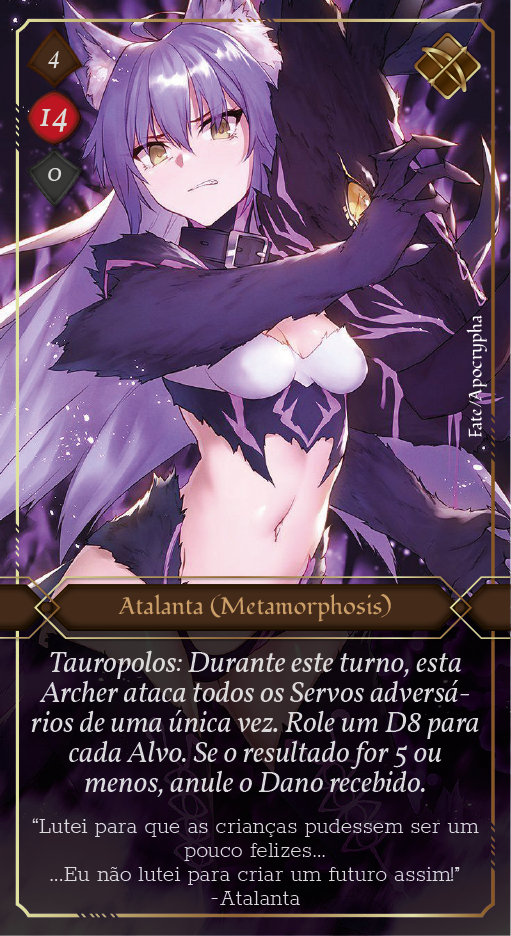 4
14
0
Fate/Apocrypha
Atalanta (Metamorphosis)
Tauropolos: Durante este turno, esta
Archer ataca todos os Servos adversá-
rios de uma única vez. Role um D8 para
cada Alvo. Se o resultado for 5 ou
menos, anule o Dano recebido.
“Lutei para que as crianças pudessem ser um
pouco felizes...
...Eu não lutei para criar um futuro assim!”
-Atalanta